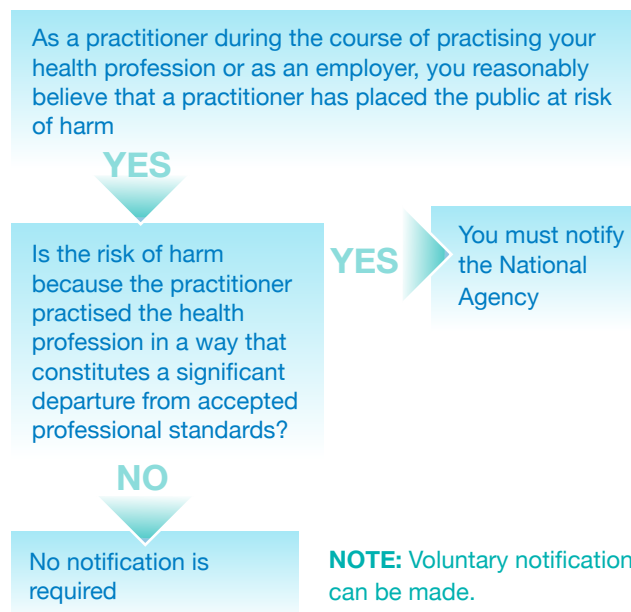 As a practitioner during the course of practising your
health profession or as an employer, you reasonably
believe that a practitioner has placed the public at risk
of harm
YES
Is the risk of harm
because the practitioner
practised the health
profession in a way that
constitutes a significant
departure from accepted
professional standards?
YES
You must notify
the National
Agency
NO
No notification is
required
NOTE: Voluntary notification
can be made.